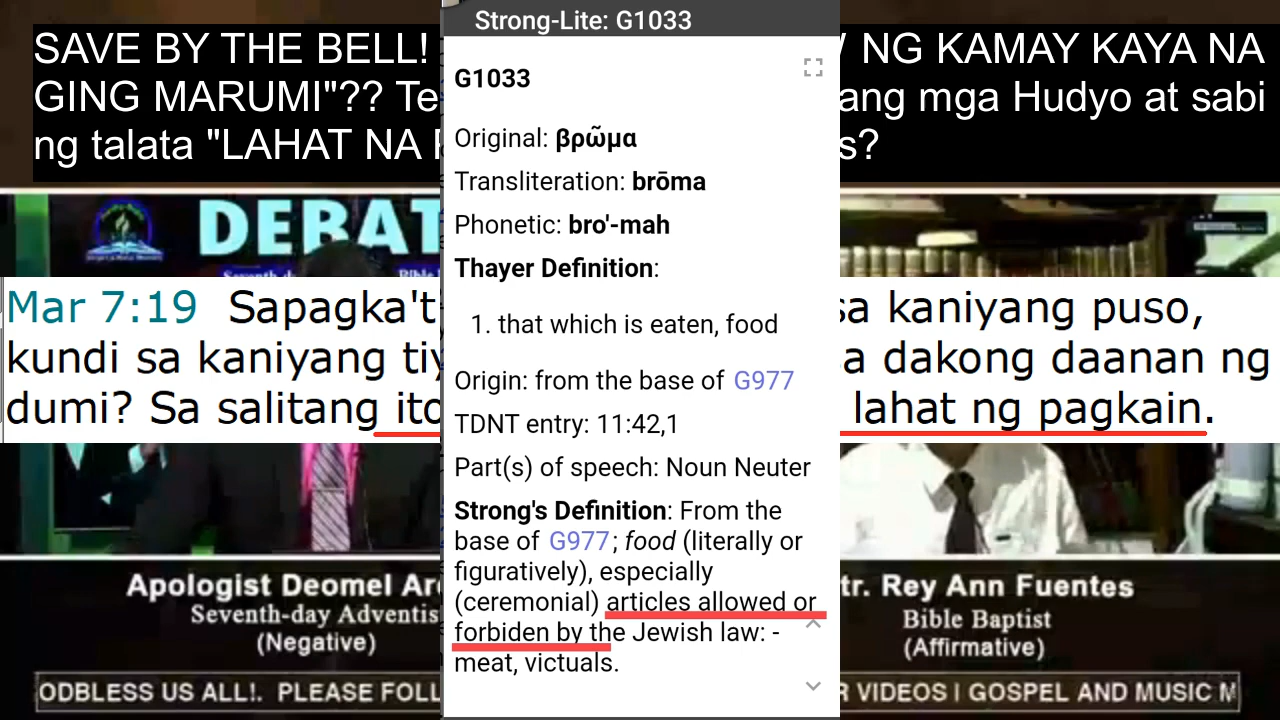 SAVE BY THE BELL!
NG KAMAY KAYA NA
GING MARUMI"?? Te
ang mga Hudyo at sabi
ng talata "LAHAT NA
s?
DEBAT
Seventh-da
Bible
Mar 7:19 Sapagka't
sa kaniyang puso,
kundi sa kaniyang tiy
a dakong daanan ng
dumi? Sa salitang ito
lahat ng pagkain.
Apologist Deomel Are
Seventh-day Adventis
(Negative)
tr. Rey Ann Fuentes
Bible Baptist
(Affirmative)
ODBLESS US ALL!. PLEASE FOLL
R VIDEOS | GOSPEL AND MUSIC M
Strong-Lite: G1033
G1033
Original: βρῶμα
Transliteration: brōma
Phonetic: bro'-mah
Thayer Definition:
1. that which is eaten, food
Origin: from the base of G977
TDNT entry: 11:42,1
Part(s) of speech: Noun Neuter
Strong's Definition: From the
base of G977; food (literally or
figuratively), especially
(ceremonial) articles allowed or
forbiden by the Jewish law: -
meat, victuals.